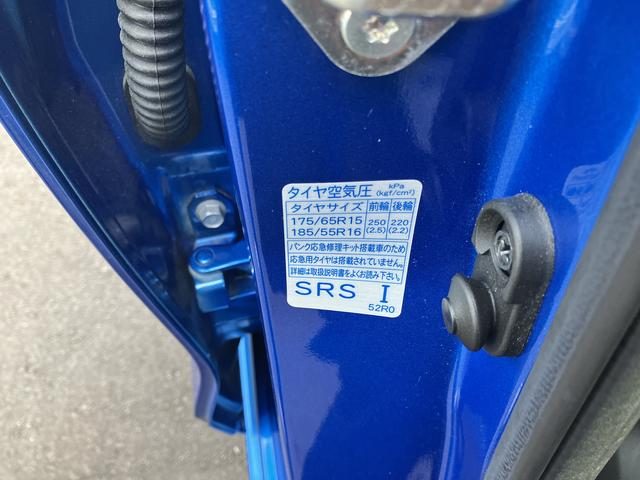 タイヤ空気圧 kPa (kgf/cm²)
タイヤサイズ 前輪 後輪
175/65R15 250 220
185/55R16 (2.5) (2.2)
パンク応急修理キット搭載車のため
応急用タイヤは搭載されていません。
詳細は取扱説明書をよくお読み下さい。
SRS I
52R0